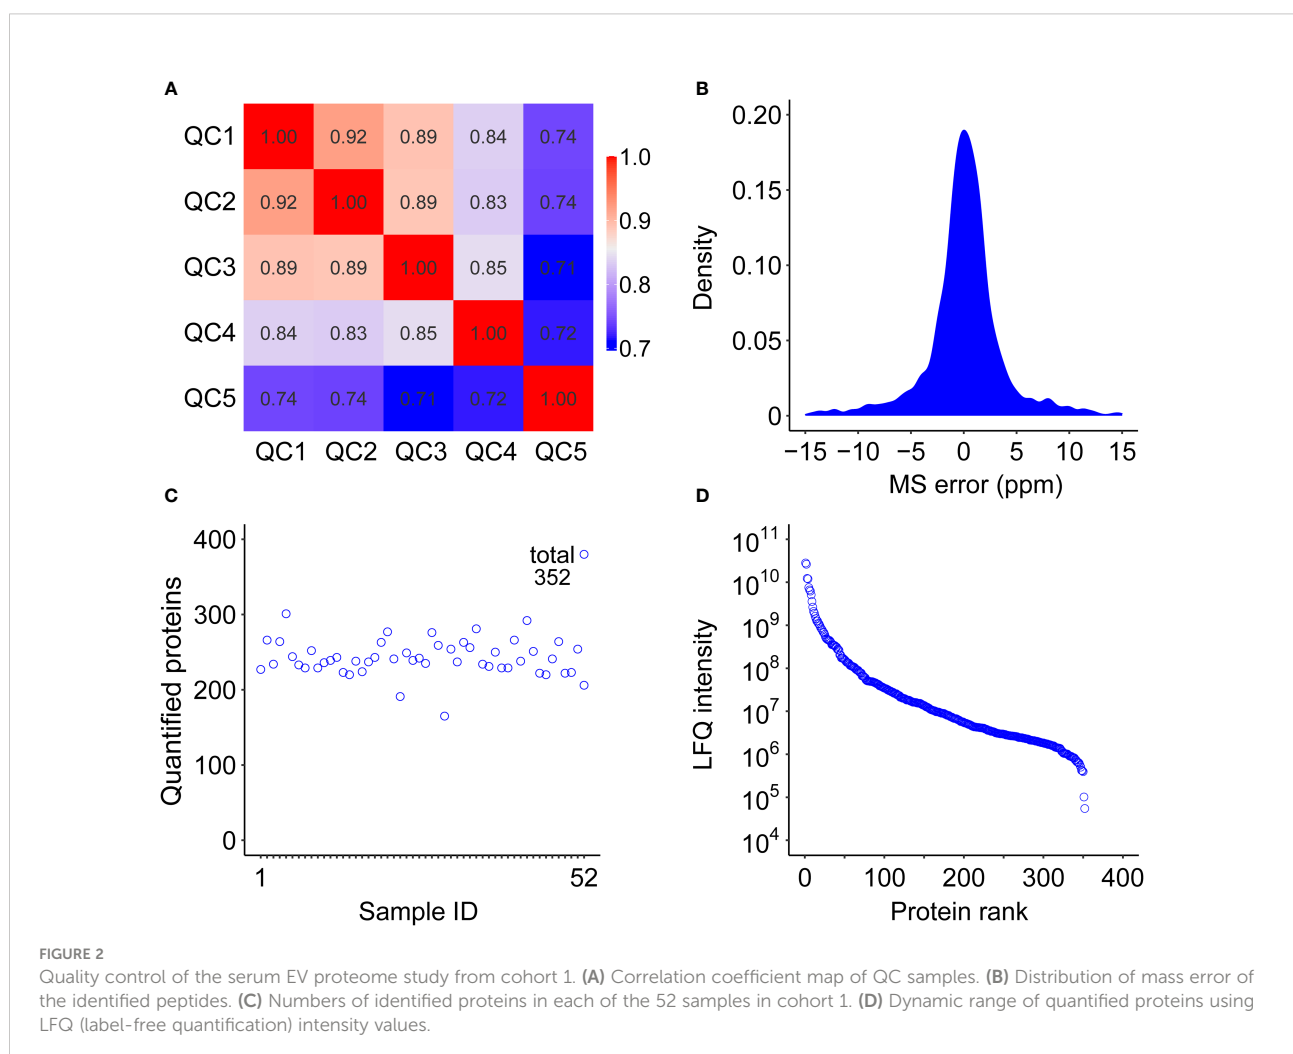 A
QC1 1.00 0.92 0.89 0.84 0.74
QC2 0.92 1.00 0.89 0.83 0.74
QC3 0.89 0.89 1.00 0.85 0.71
QC4 0.84 0.83 0.85 1.00 0.72
QC5 0.74 0.74 0.71 0.72 1.00
QC1 QC2 QC3 QC4 QC5
1.0
0.9
0.8
0.7
B
Density
0.20
0.15
0.10
0.05
0
−15 −10 −5 0 5 10 15
MS error (ppm)
C
Quantified proteins
400
300
200
100
0
total
352
1 52
Sample ID
D
LFQ intensity
10¹¹
10¹⁰
10⁹
10⁸
10⁷
10⁶
10⁵
10⁴
0 100 200 300 400
Protein rank
FIGURE 2
Quality control of the serum EV proteome study from cohort 1. (A) Correlation coefficient map of QC samples. (B) Distribution of mass error of
the identified peptides. (C) Numbers of identified proteins in each of the 52 samples in cohort 1. (D) Dynamic range of quantified proteins using
LFQ (label-free quantification) intensity values.